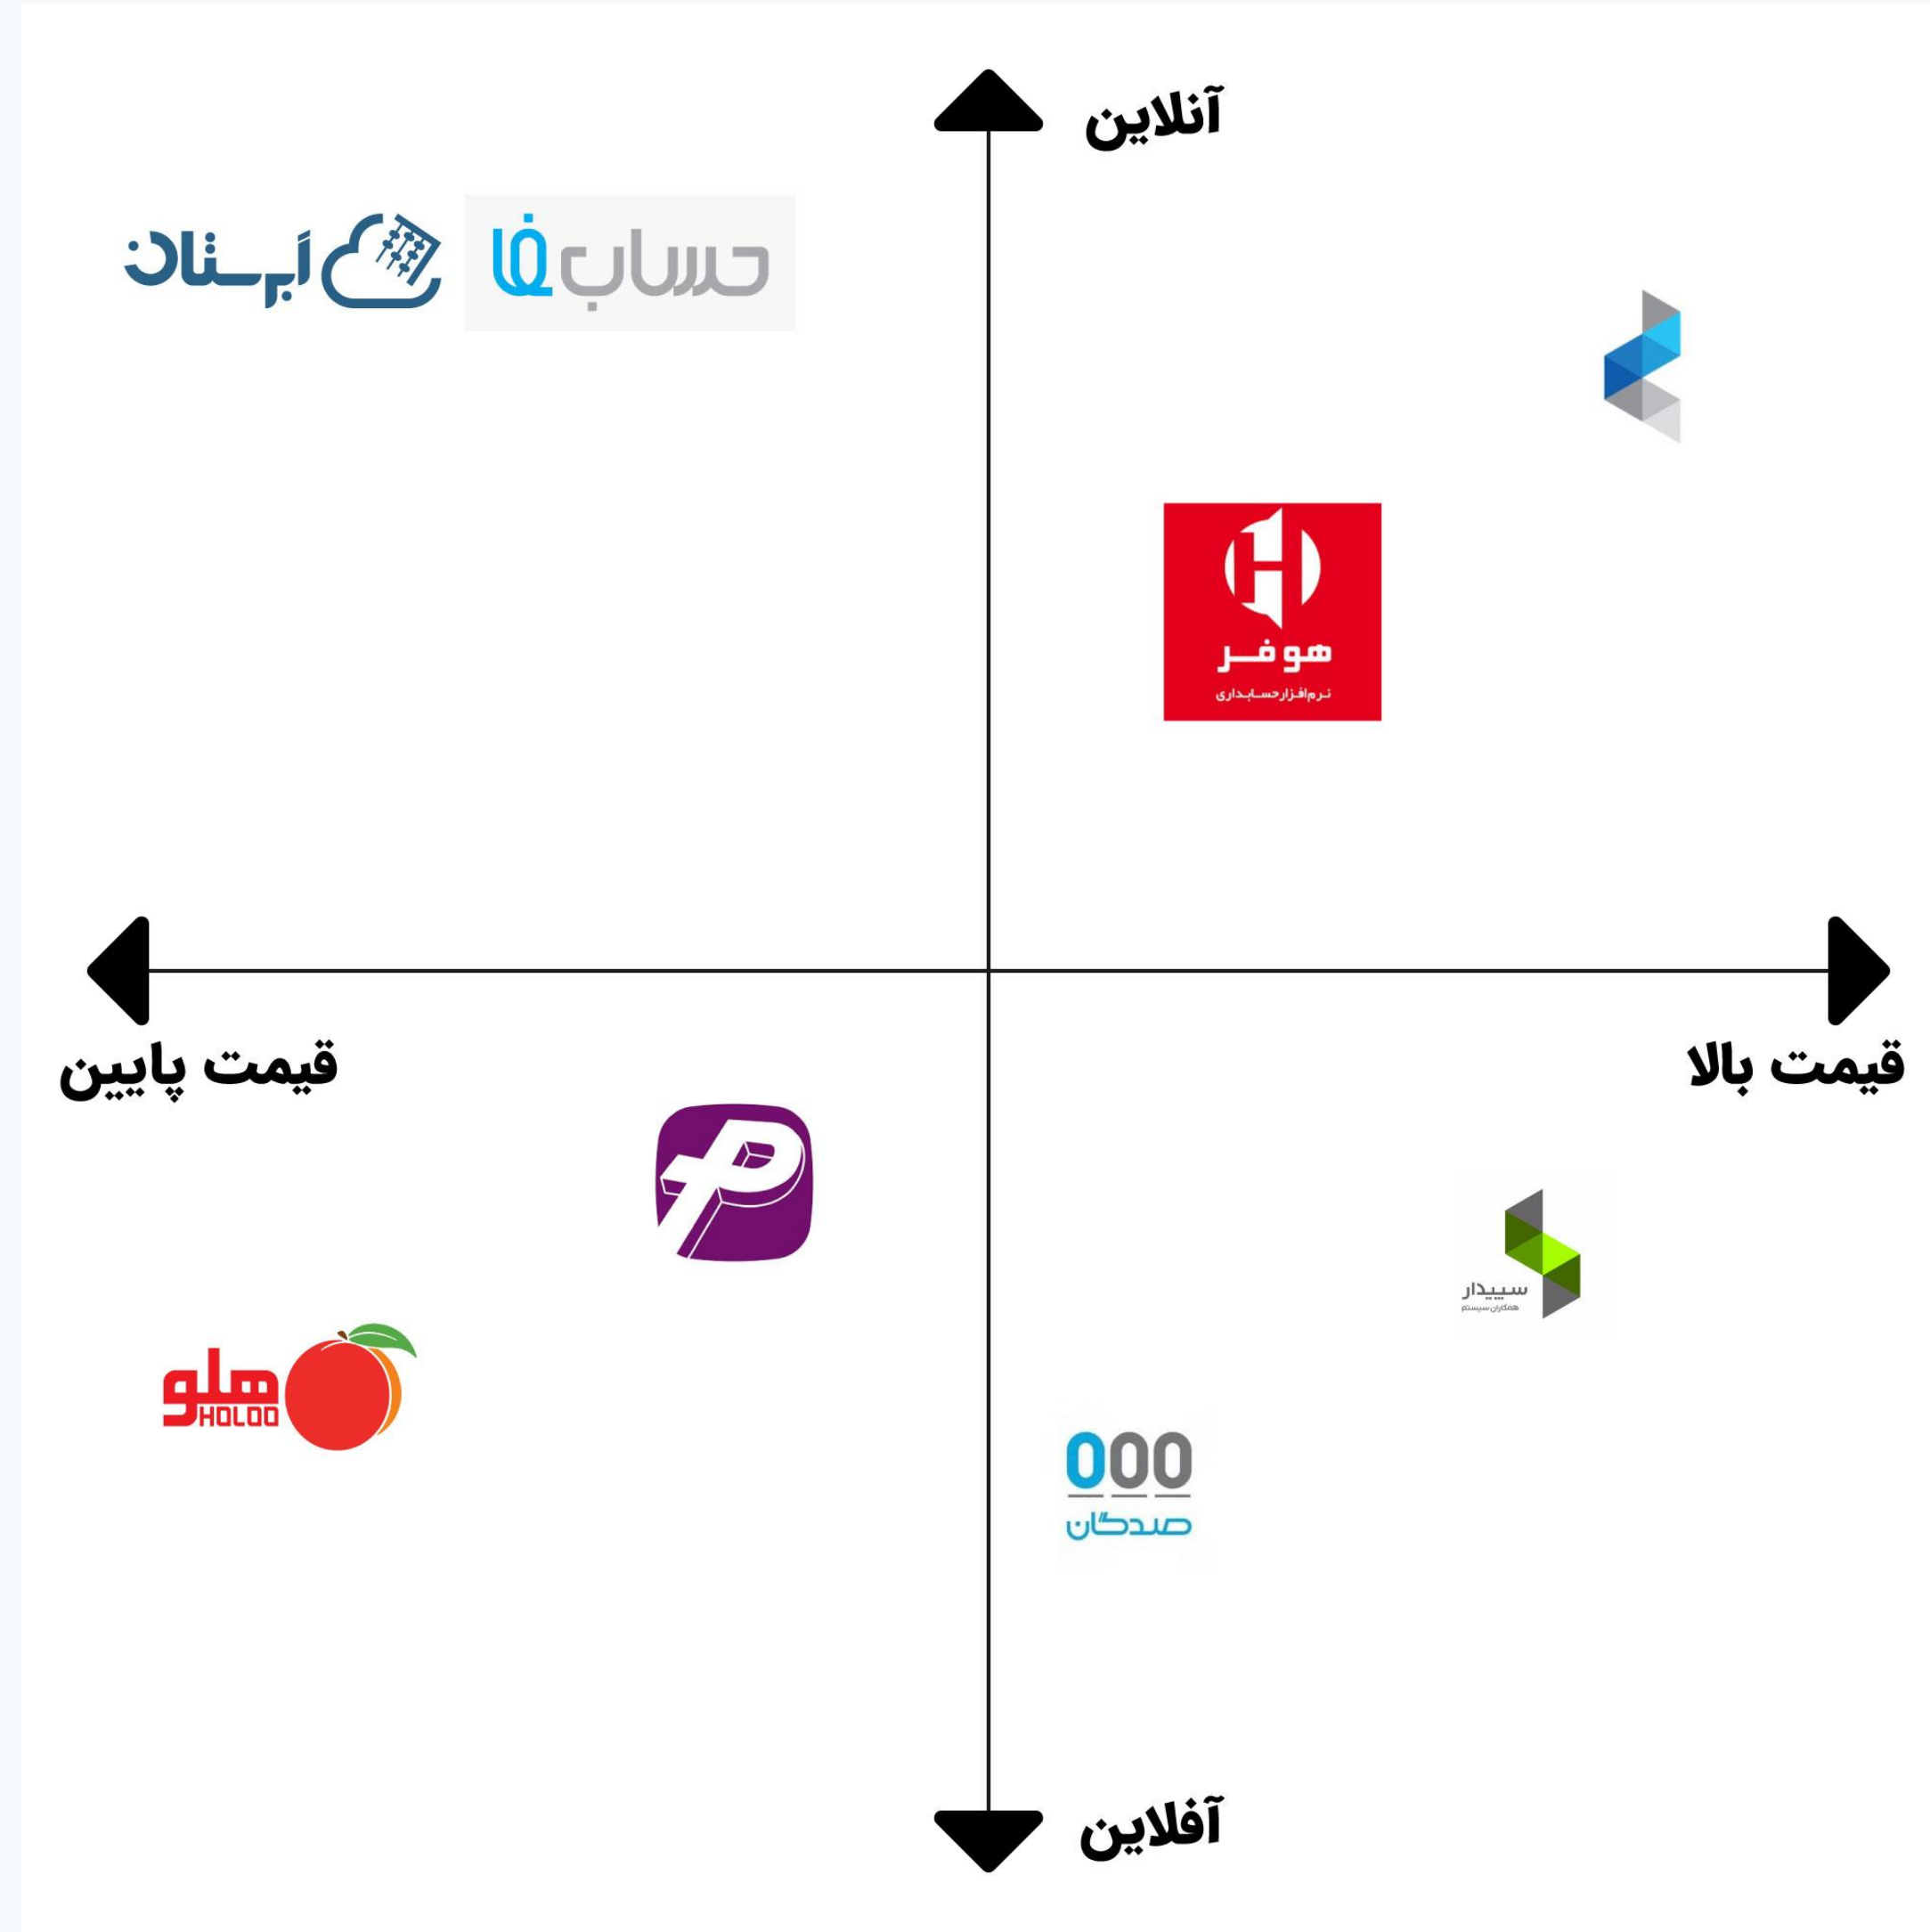 آنلاین
اَبرستان
حساب‌فا
H
هوفر
نرم‌افزار حسابداری
قیمت بالا
قیمت پایین
P
سپیدار
همکاران سیستم
هلو
HOLOO
000
صدگان
آفلاین